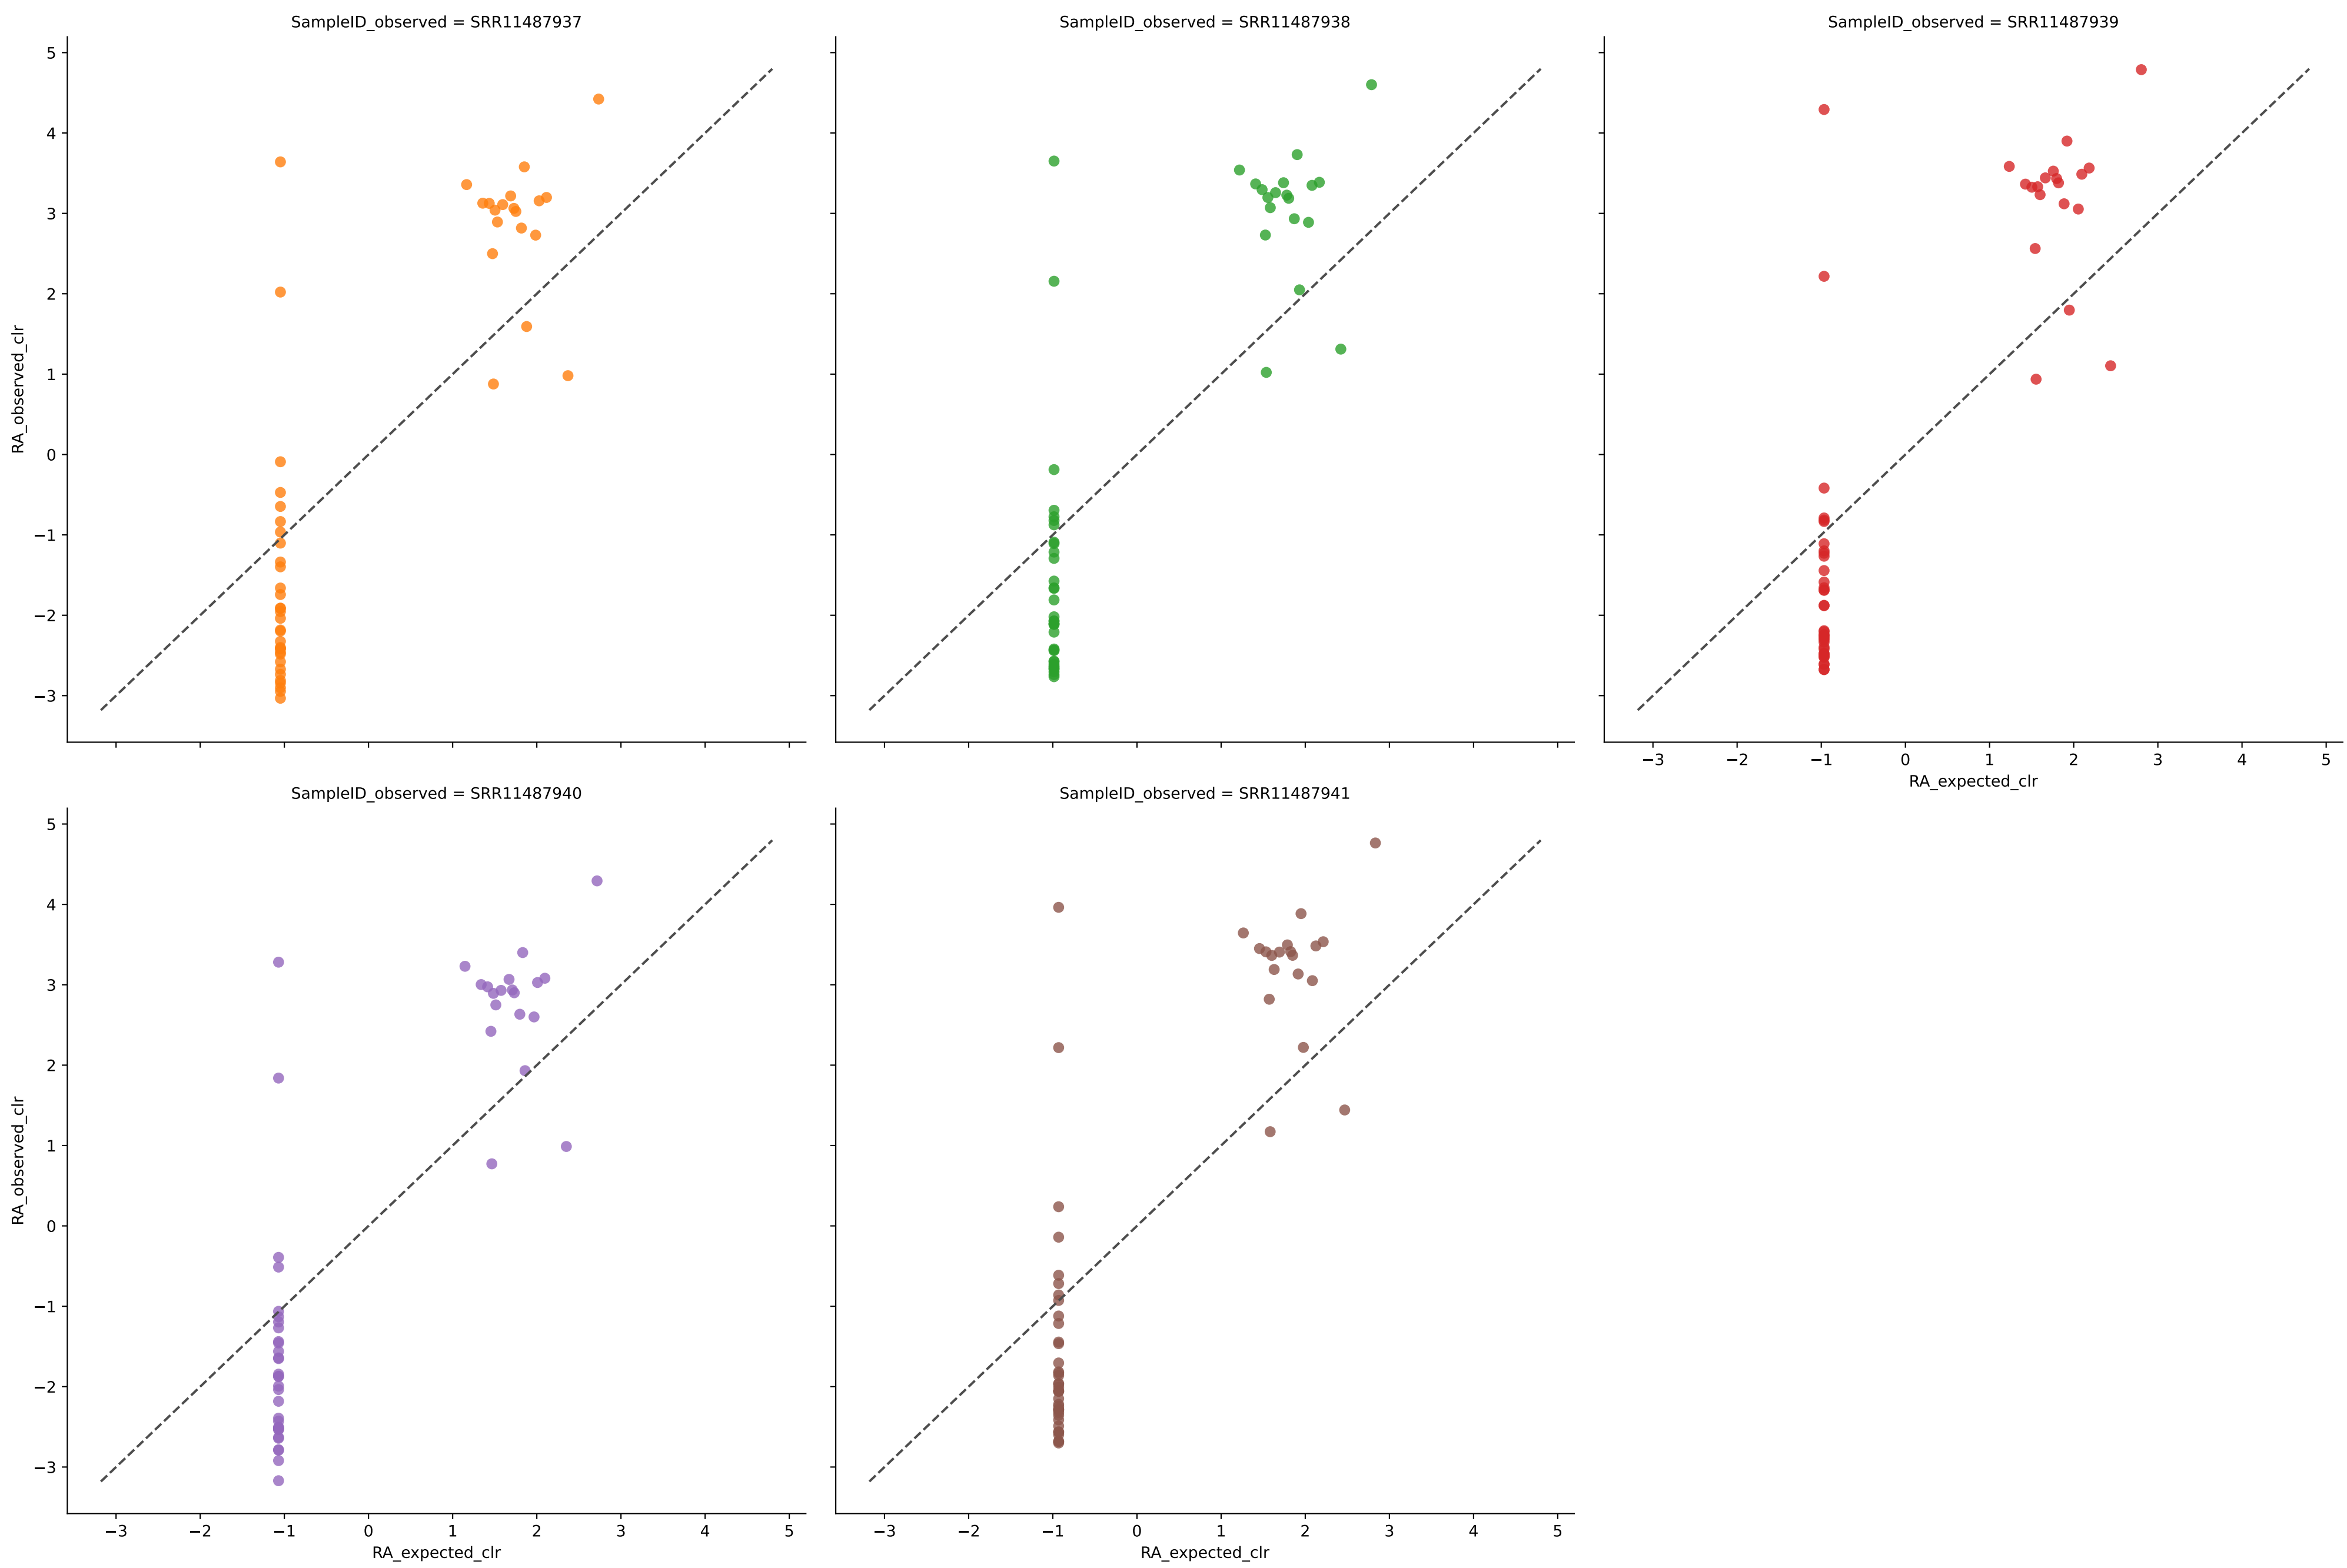 SampleID_observed = SRR11487937
SampleID_observed = SRR11487938
SampleID_observed = SRR11487939
5
4
3
2
1
0
−1
−2
−3
RA_observed_clr
−3 −2 −1 0 1 2 3 4 5
RA_expected_clr
SampleID_observed = SRR11487940
SampleID_observed = SRR11487941
5
4
3
2
1
0
−1
−2
−3
RA_observed_clr
−3 −2 −1 0 1 2 3 4 5
−3 −2 −1 0 1 2 3 4 5
RA_expected_clr
RA_expected_clr